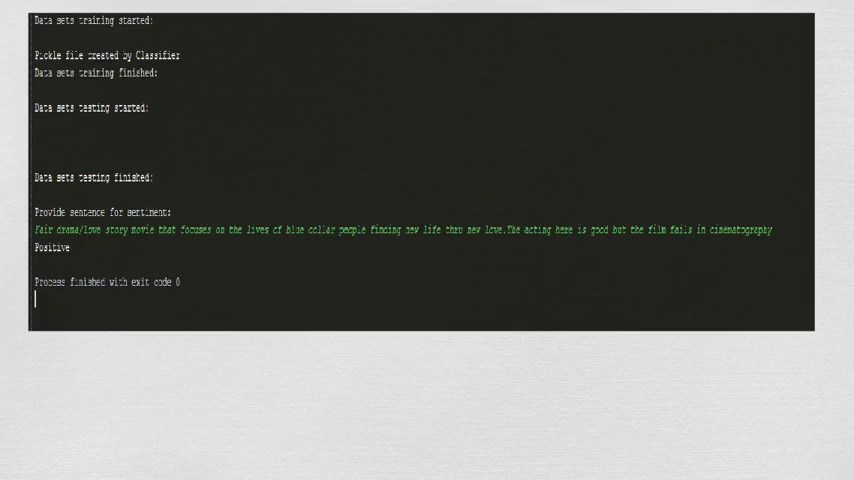 Data sets training started:
Pickle file created by Classifier
Data sets training finished:
Data sets testing started:
Data sets testing finished:
Provide sentence for sentiment:
Fair drama/love story movie that focuses on the lives of blue collar people finding new life thru new love.The acting here is good but the film fails in cinematography
Positive
Process finished with exit code 0